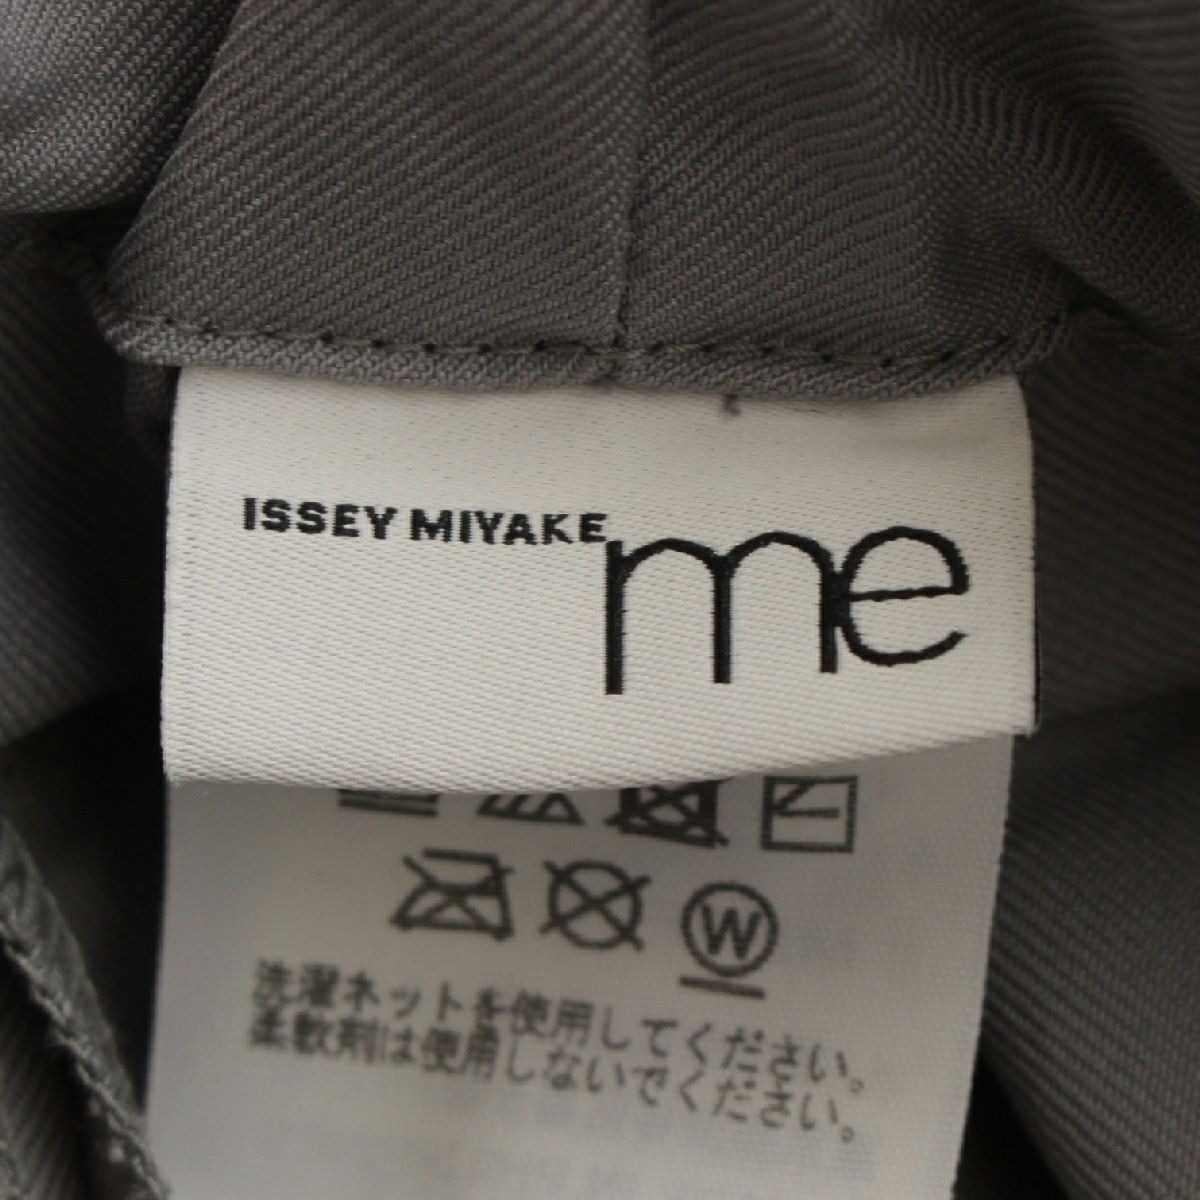 ISSEY MIYAKE me
W
洗濯ネットを使用してください。
柔軟剤は使用しないでください。